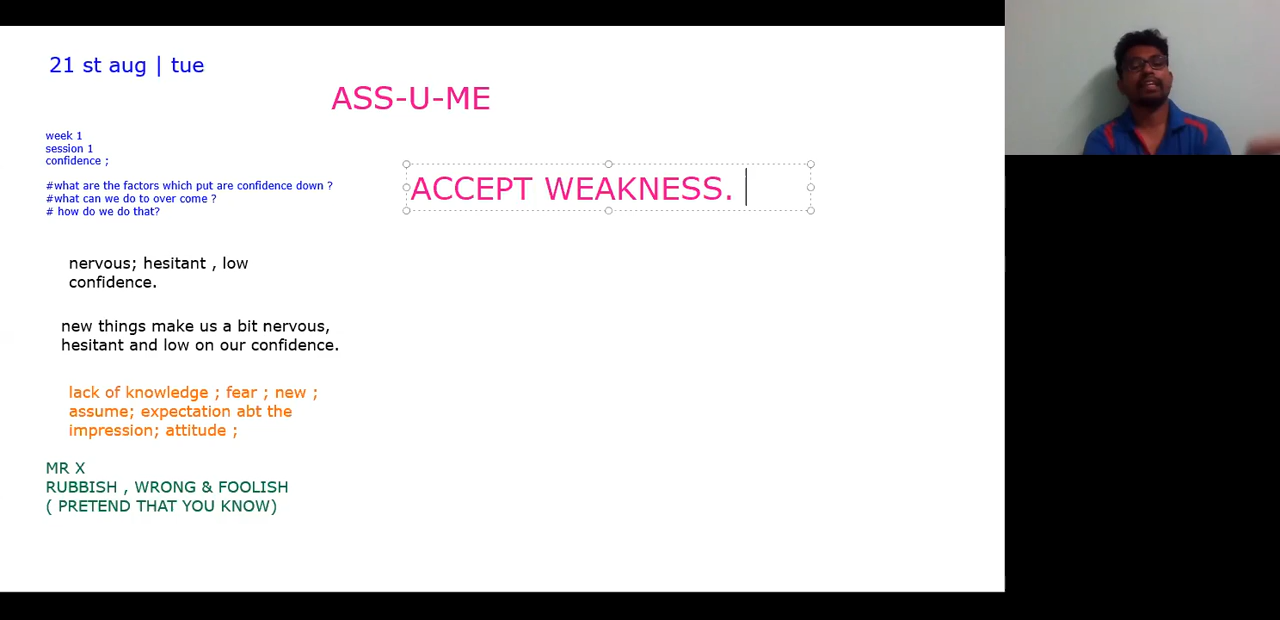 21 st aug | tue
ASS-U-ME
week 1
session 1
confidence ;
#what are the factors which put are confidence down ?
#what can we do to over come ?
# how do we do that?
ACCEPT WEAKNESS.
nervous; hesitant , low
confidence.
new things make us a bit nervous,
hesitant and low on our confidence.
lack of knowledge ; fear ; new ;
assume; expectation abt the
impression; attitude ;
MR X
RUBBISH , WRONG & FOOLISH
( PRETEND THAT YOU KNOW)